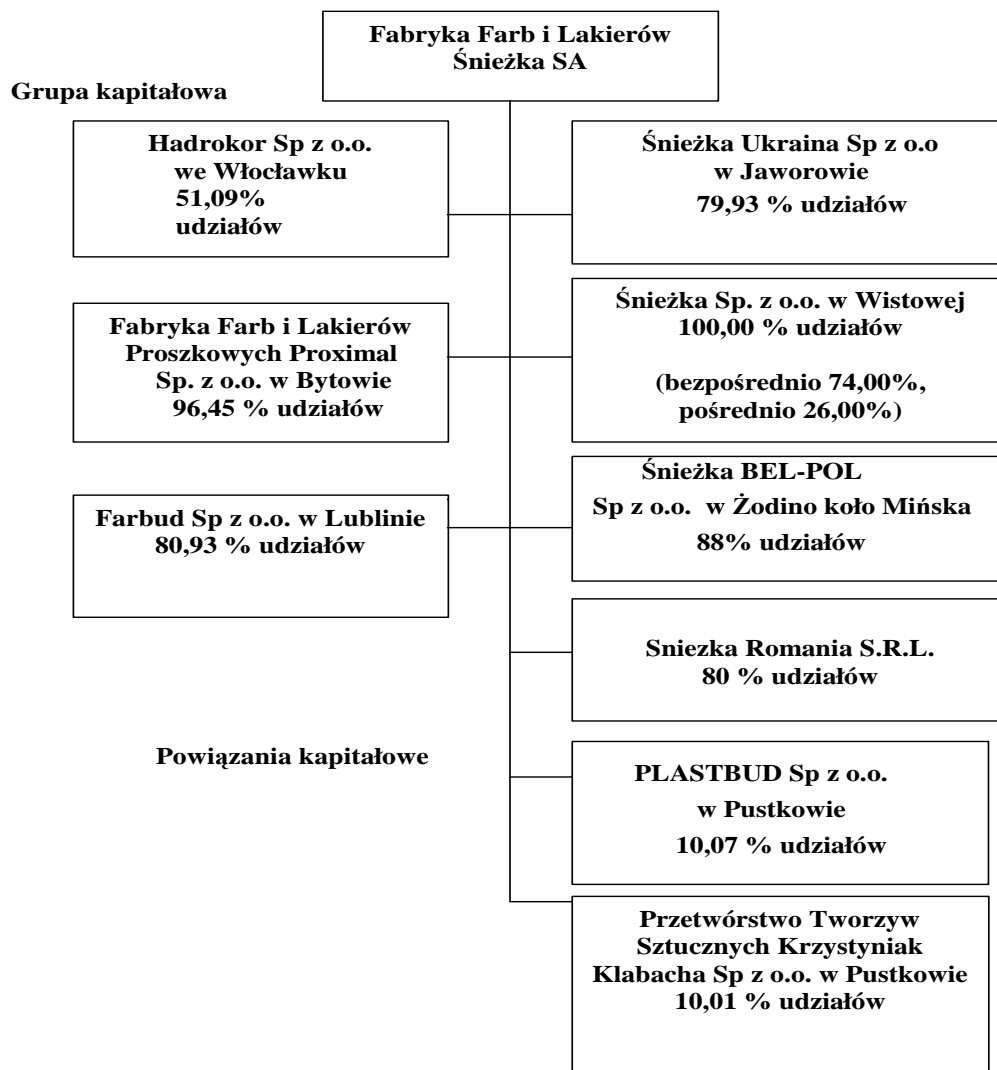 Fabryka Farb i Lakierów
Śnieżka SA
Grupa kapitałowa
Hadrokor Sp z o.o.
we Włocławku
51,09%
udziałów
Śnieżka Ukraina Sp z o.o
w Jaworowie
79,93 % udziałów
Fabryka Farb i Lakierów
Proszkowych Proximal
Sp. z o.o. w Bytowie
96,45 % udziałów
Śnieżka Sp. z o.o. w Wistowej
100,00 % udziałów
(bezpośrednio 74,00%,
pośrednio 26,00%)
Farbud Sp z o.o. w Lublinie
80,93 % udziałów
Śnieżka BEL-POL
Sp z o.o. w Żodino koło Mińska
88% udziałów
Sniezka Romania S.R.L.
80 % udziałów
Powiązania kapitałowe
PLASTBUD Sp z o.o.
w Pustkowie
10,07 % udziałów
Przetwórstwo Tworzyw
Sztucznych Krzystyniak
Klabacha Sp z o.o. w Pustkowie
10,01 % udziałów